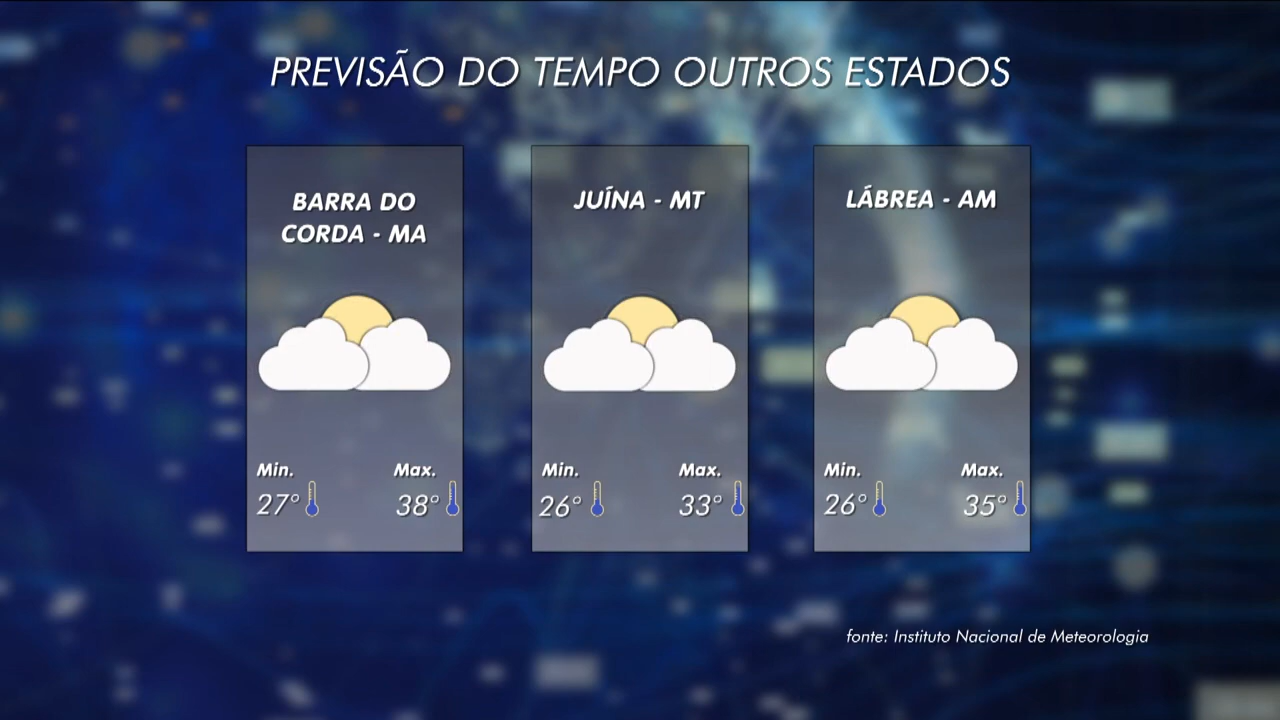 PREVISÃO DO TEMPO OUTROS ESTADOS
BARRA DO
CORDA - MA
Min. Max.
27° 38°
JUÍNA - MT
Min. Max.
26° 33°
LÁBREA - AM
Min. Max.
26° 35°
fonte: Instituto Nacional de Meteorologia